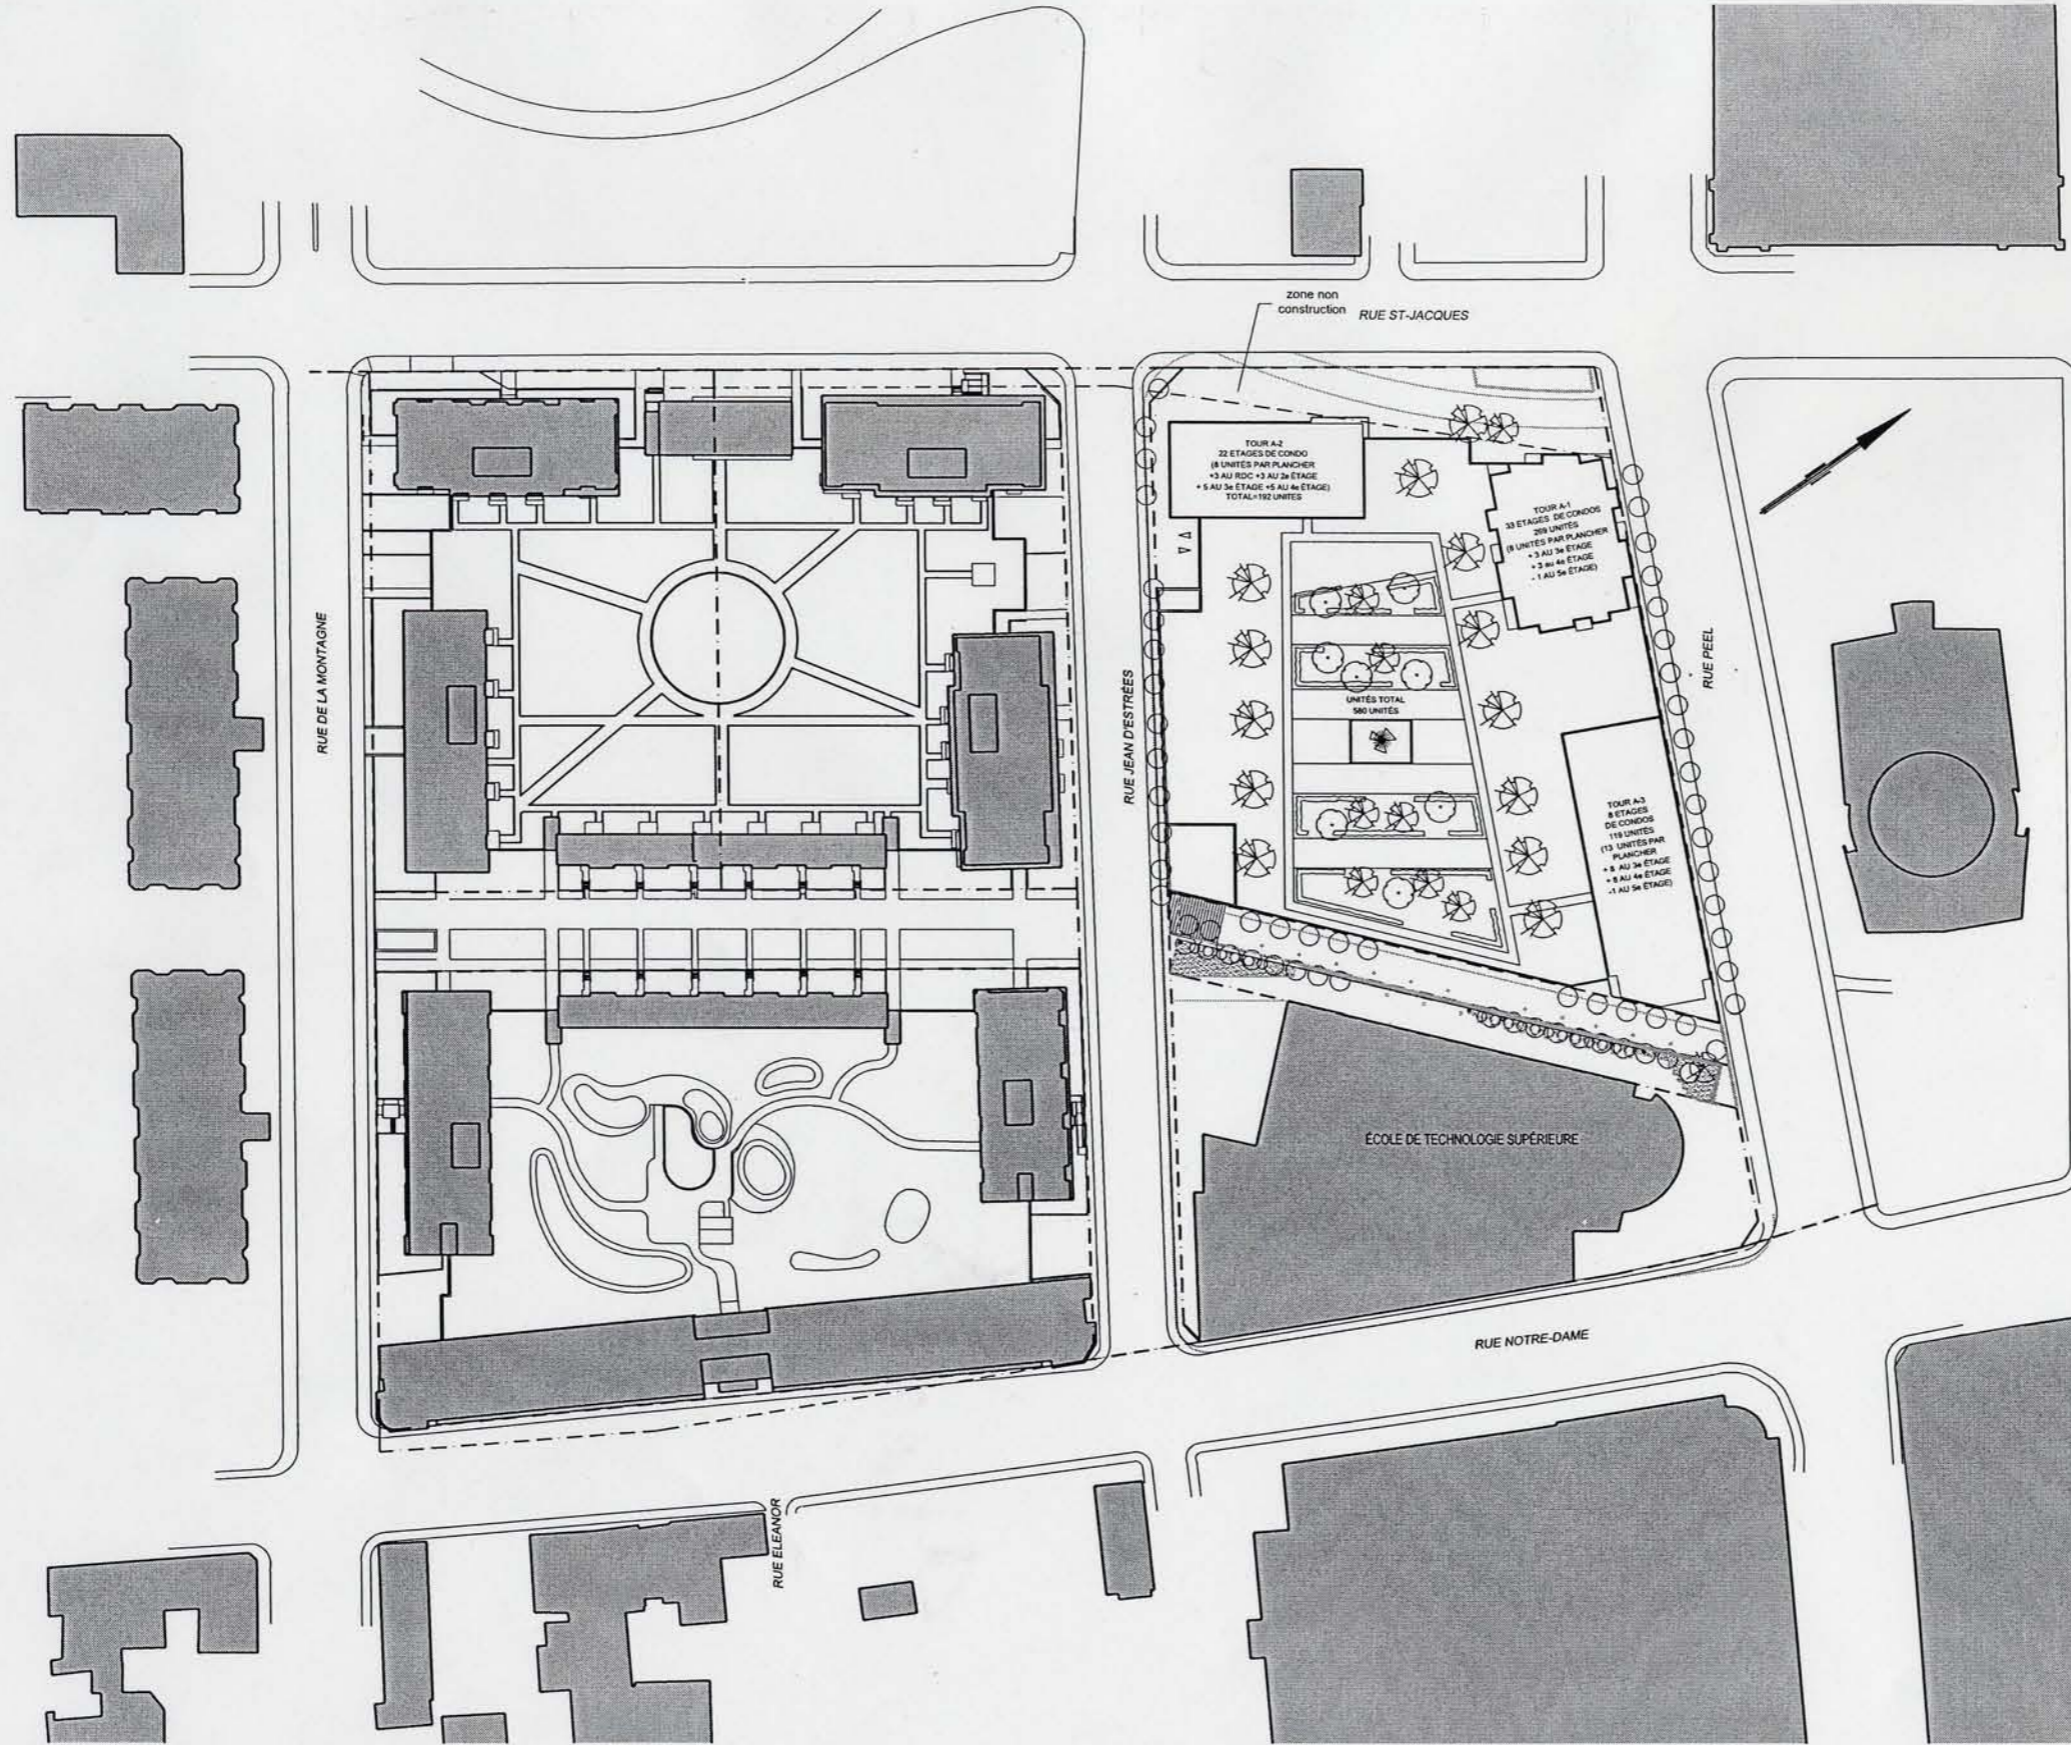 zone non
construction
RUE ST-JACQUES
TOUR A-2
22 ETAGES DE CONDO
(8 UNITÉS PAR PLANCHER
+3 AU RDC +3 AU 2e ÉTAGE
+ 5 AU 3e ÉTAGE +5 AU 4e ÉTAGE)
TOTAL=192 UNITES
TOUR A-1
33 ETAGES DE CONDOS
269 UNITÉS
(8 UNITÉS PAR PLANCHER
+ 3 AU 3e ÉTAGE
+ 3 au 4e ÉTAGE
- 1 AU 5e ÉTAGE)
RUE DE LA MONTAGNE
RUE JEAN D'ESTRÉES
RUE PEEL
UNITÉS TOTAL
580 UNITÉS
TOUR A-3
8 ETAGES
DE CONDOS
119 UNITÉS
(13 UNITÉS PAR
PLANCHER
+ 8 AU 3e ÉTAGE
+ 8 AU 4e ÉTAGE
-1 AU 5e ÉTAGE)
ÉCOLE DE TECHNOLOGIE SUPÉRIEURE
RUE NOTRE-DAME
RUE ELEANOR